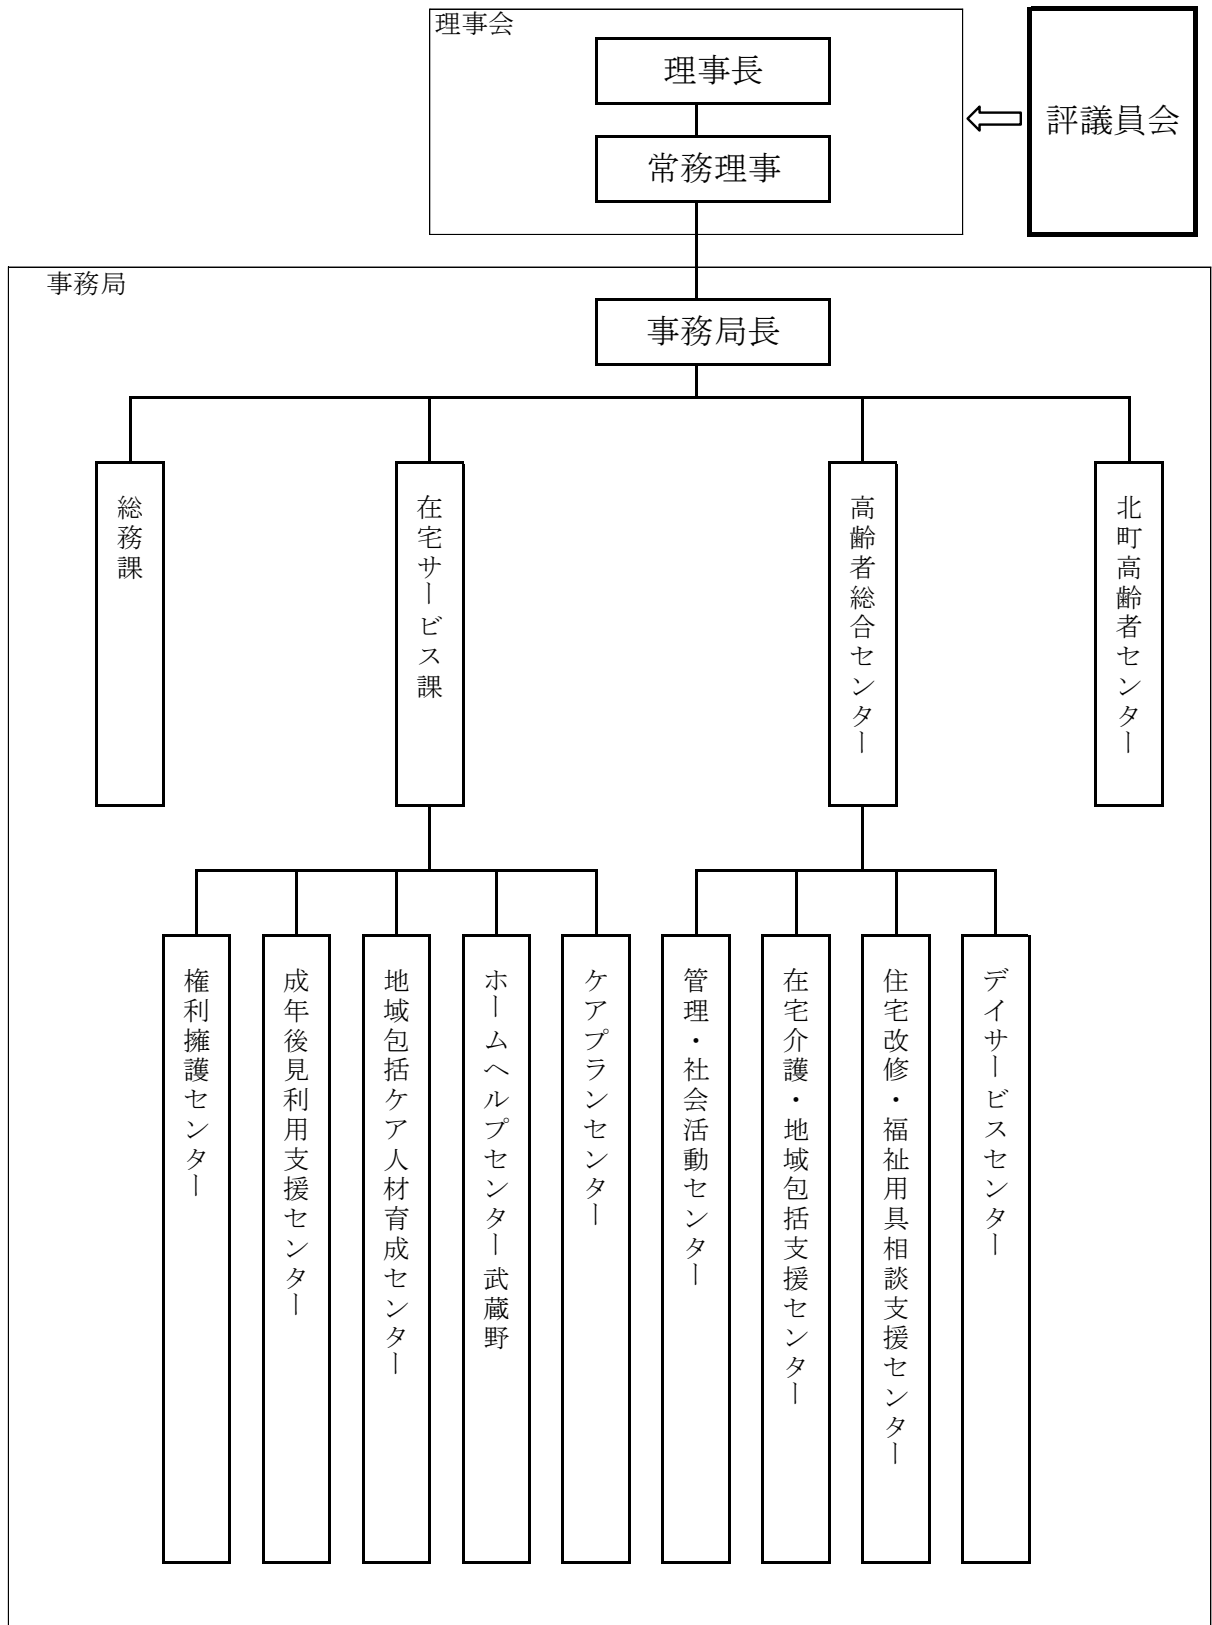 理事会
理事長
常務理事
評議員会
事務局
事務局長
総務課
在宅サービス課
高齢者総合センター
北町高齢者センター
権利擁護センター
成年後見利用支援センター
地域包括ケア人材育成センター
ホームヘルプセンター武蔵野
ケアプランセンター
管理・社会活動センター
在宅介護・地域包括支援センター
住宅改修・福祉用具相談支援センター
デイサービスセンター